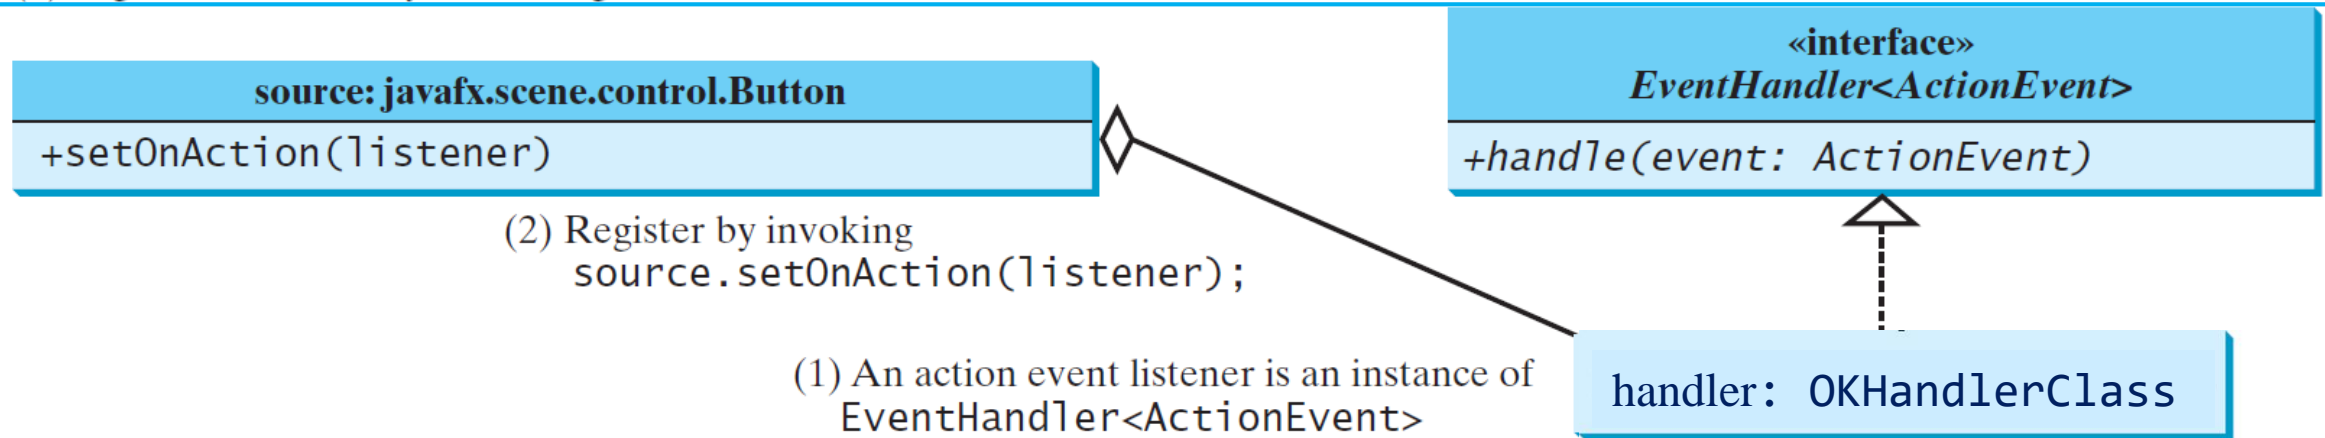 source: javafx.scene.control.Button
+setOnAction(listener)
«interface»
EventHandler<ActionEvent>
+handle(event: ActionEvent)
(2) Register by invoking
source.setOnAction(listener);
(1) An action event listener is an instance of
EventHandler<ActionEvent>
handler: OKHandlerClass